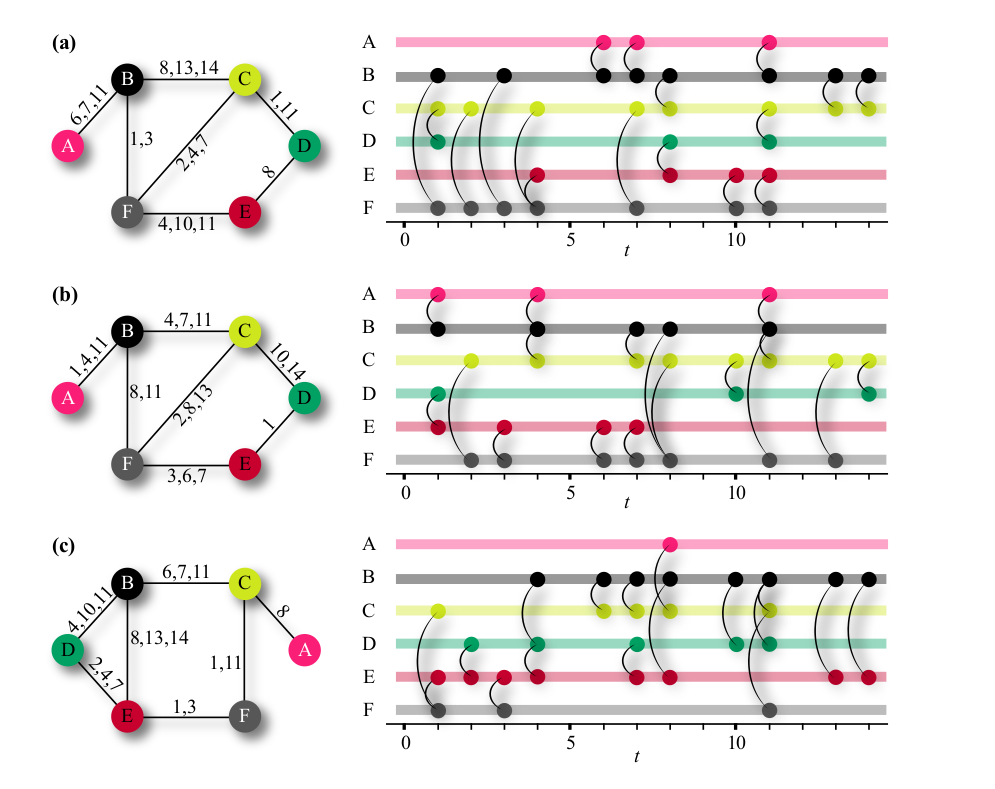 (a)
B
8,13,14
C
6,7,11
1,11
A
1,3
2,4,7
D
8
F
4,10,11
E
A
B
C
D
E
F
0
5
10
t
(b)
B
4,7,11
C
1,4,11
10,14
A
8,11
2,8,13
D
1
F
3,6,7
E
A
B
C
D
E
F
0
5
10
t
(c)
B
6,7,11
C
4,10,11
8
D
8,13,14
1,11
A
2,4,7
E
1,3
F
A
B
C
D
E
F
0
5
10
t